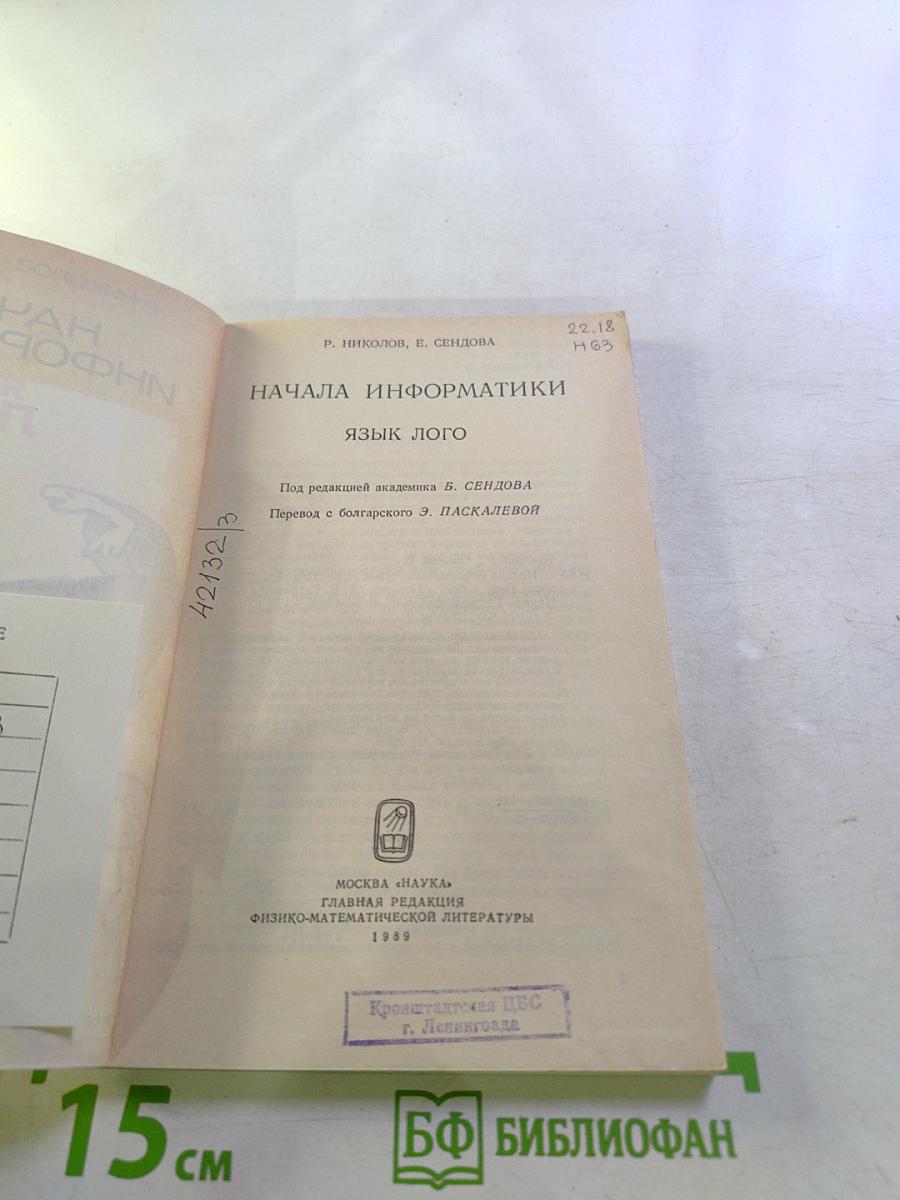 22.18
Н63
Р. НИКОЛОВ, Е. СЕНДОВА
НАЧАЛА ИНФОРМАТИКИ
ЯЗЫК ЛОГО
Под редакцией академика Б. СЕНДОВА
Перевод с болгарского Э. ПАСКАЛЕВОЙ
42132/3
МОСКВА «НАУКА»
ГЛАВНАЯ РЕДАКЦИЯ
ФИЗИКО-МАТЕМАТИЧЕСКОЙ ЛИТЕРАТУРЫ
1989
Кронштадтская ЦБС
г. Ленинграда
15 см
БФ БИБЛИОФАН